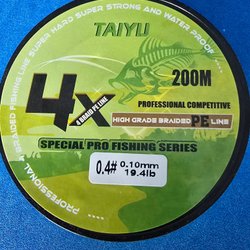 TAIYU
200M
4x
4 BRAID PE LINE
PROFESSIONAL COMPETITIVE
HIGH GRADE BRAIDED PE LINE
SPECIAL PRO FISHING SERIES
0.4# 0.10mm
19.4lb
BRAIDED FISHING LINE SUPER HARD SUPER STRONG AND WATER PROOF
PROFESSIONAL